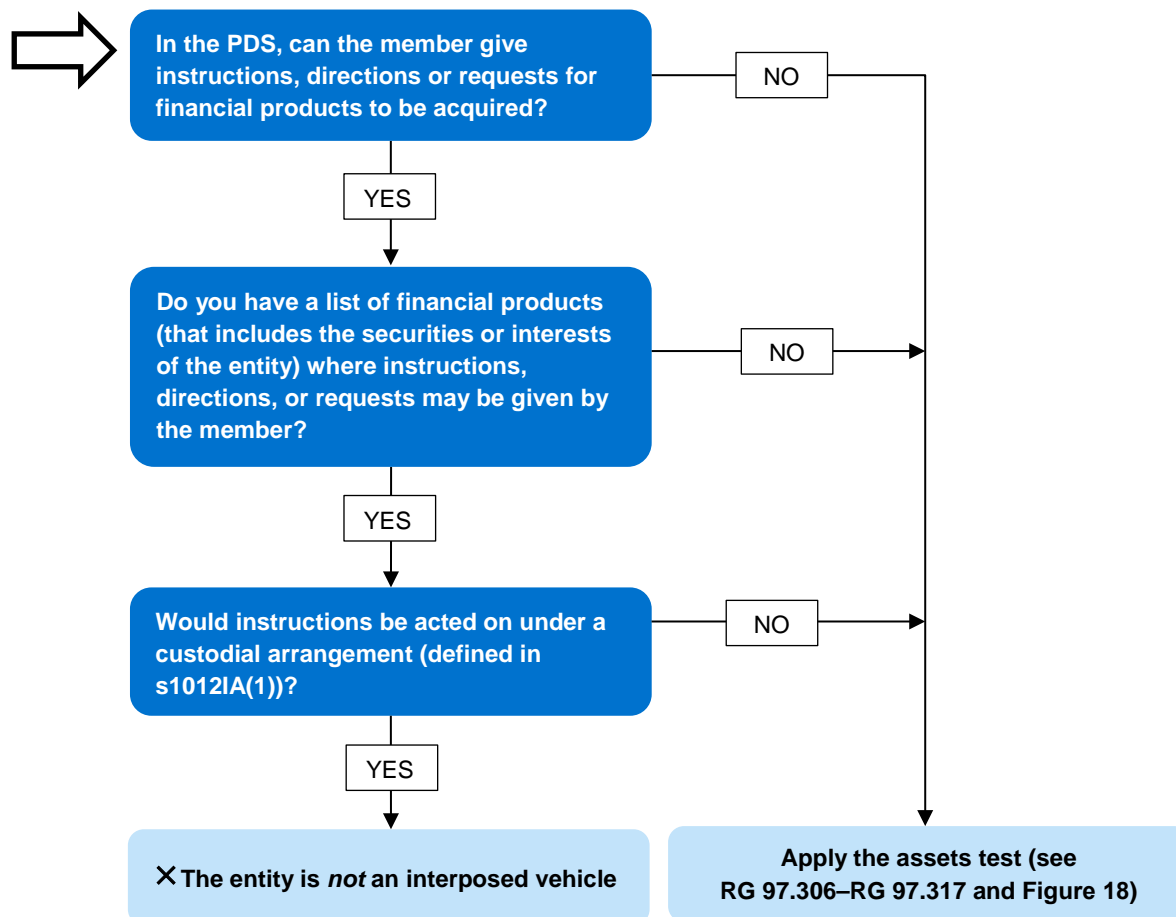 In the PDS, can the member give
instructions, directions or requests for
financial products to be acquired?
NO
YES
Do you have a list of financial products
(that includes the securities or interests
of the entity) where instructions,
directions, or requests may be given by
the member?
NO
YES
Would instructions be acted on under a
custodial arrangement (defined in
s1012IA(1))?
NO
YES
× The entity is not an interposed vehicle
Apply the assets test (see
RG 97.306–RG 97.317 and Figure 18)